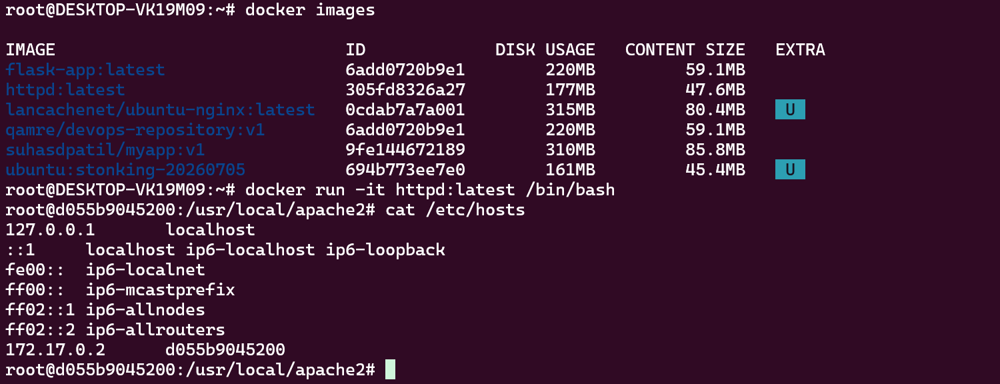 root@DESKTOP-VK19M09:~# docker images
IMAGE ID DISK USAGE CONTENT SIZE EXTRA
flask-app:latest 6add0720b9e1 220MB 59.1MB
httpd:latest 305fd8326a27 177MB 47.6MB
lancachenet/ubuntu-nginx:latest 0cdab7a7a001 315MB 80.4MB U
qamre/devops-repository:v1 6add0720b9e1 220MB 59.1MB
suhasdpatil/myapp:v1 9fe144672189 310MB 85.8MB
ubuntu:stonking-20260705 694b773ee7e0 161MB 45.4MB U
root@DESKTOP-VK19M09:~# docker run -it httpd:latest /bin/bash
root@d055b9045200:/usr/local/apache2# cat /etc/hosts
127.0.0.1 localhost
::1 localhost ip6-localhost ip6-loopback
fe00:: ip6-localnet
ff00:: ip6-mcastprefix
ff02::1 ip6-allnodes
ff02::2 ip6-allrouters
172.17.0.2 d055b9045200
root@d055b9045200:/usr/local/apache2#